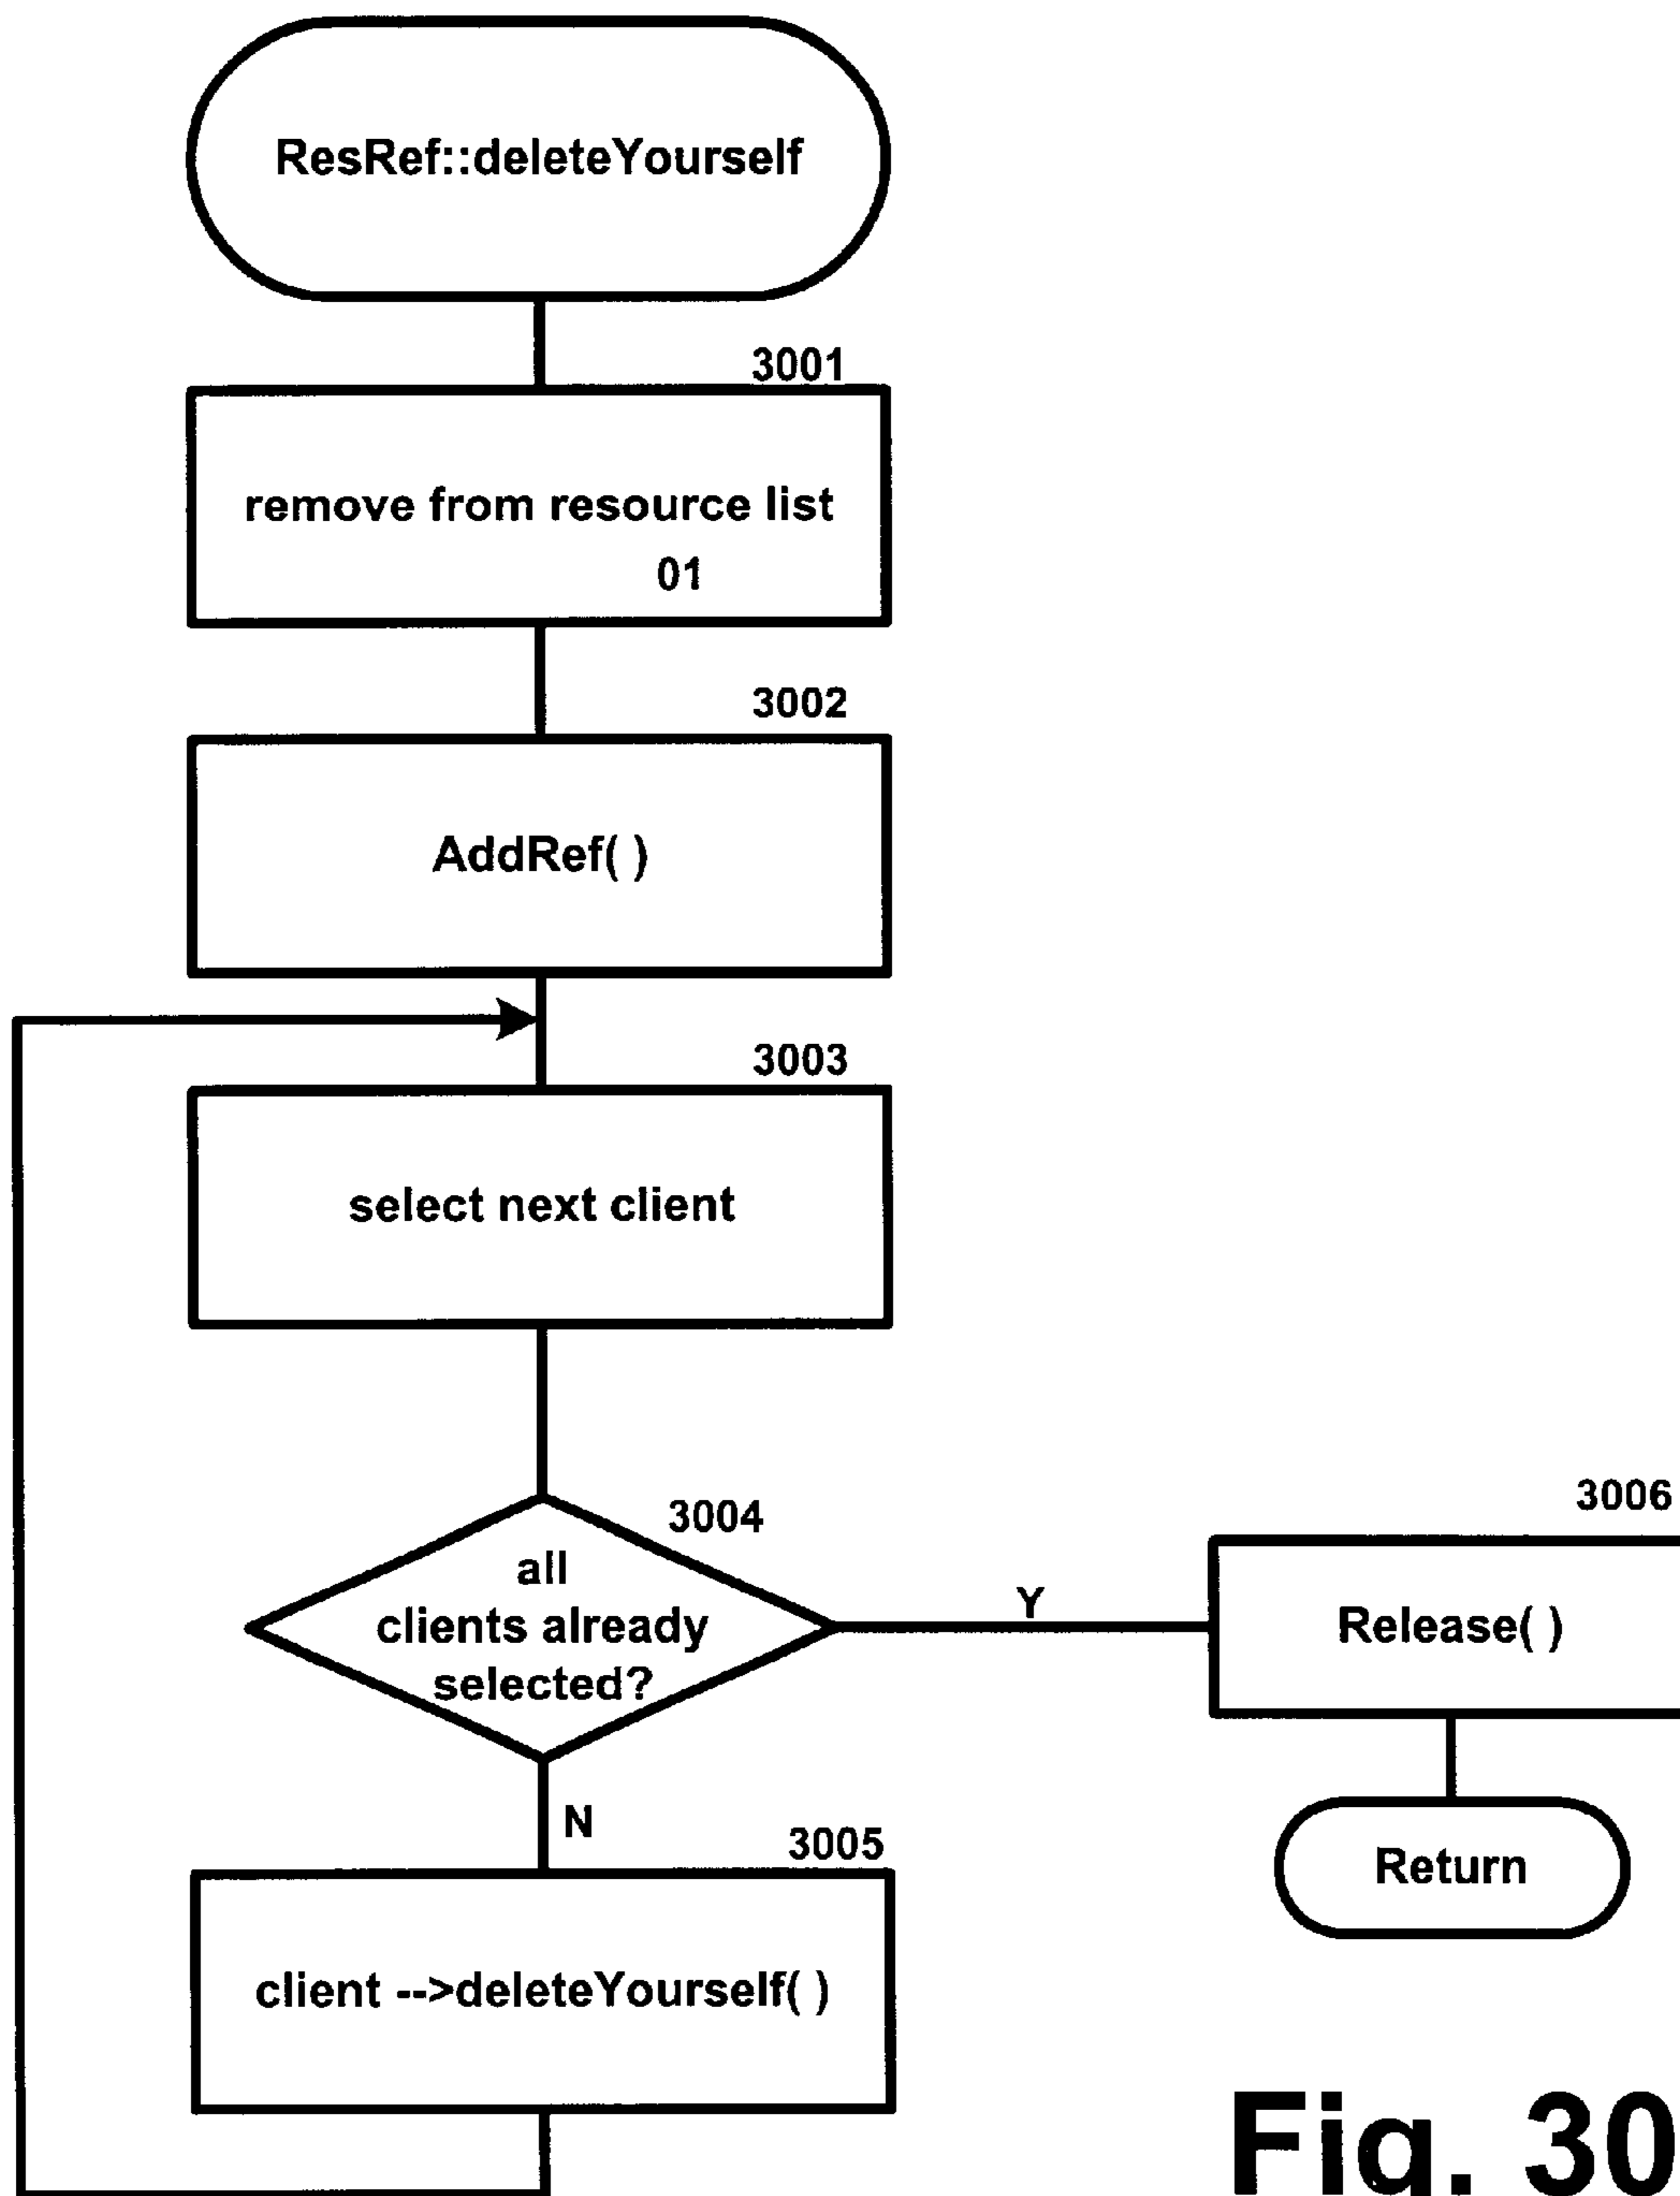 ResRef::deleteYourself
3001
remove from resource list
01
3002
AddRef( )
3003
select next client
3004
all
clients already
selected?
Y
3006
Release( )
Return
N
3005
client -->deleteYourself( )
Fig. 30